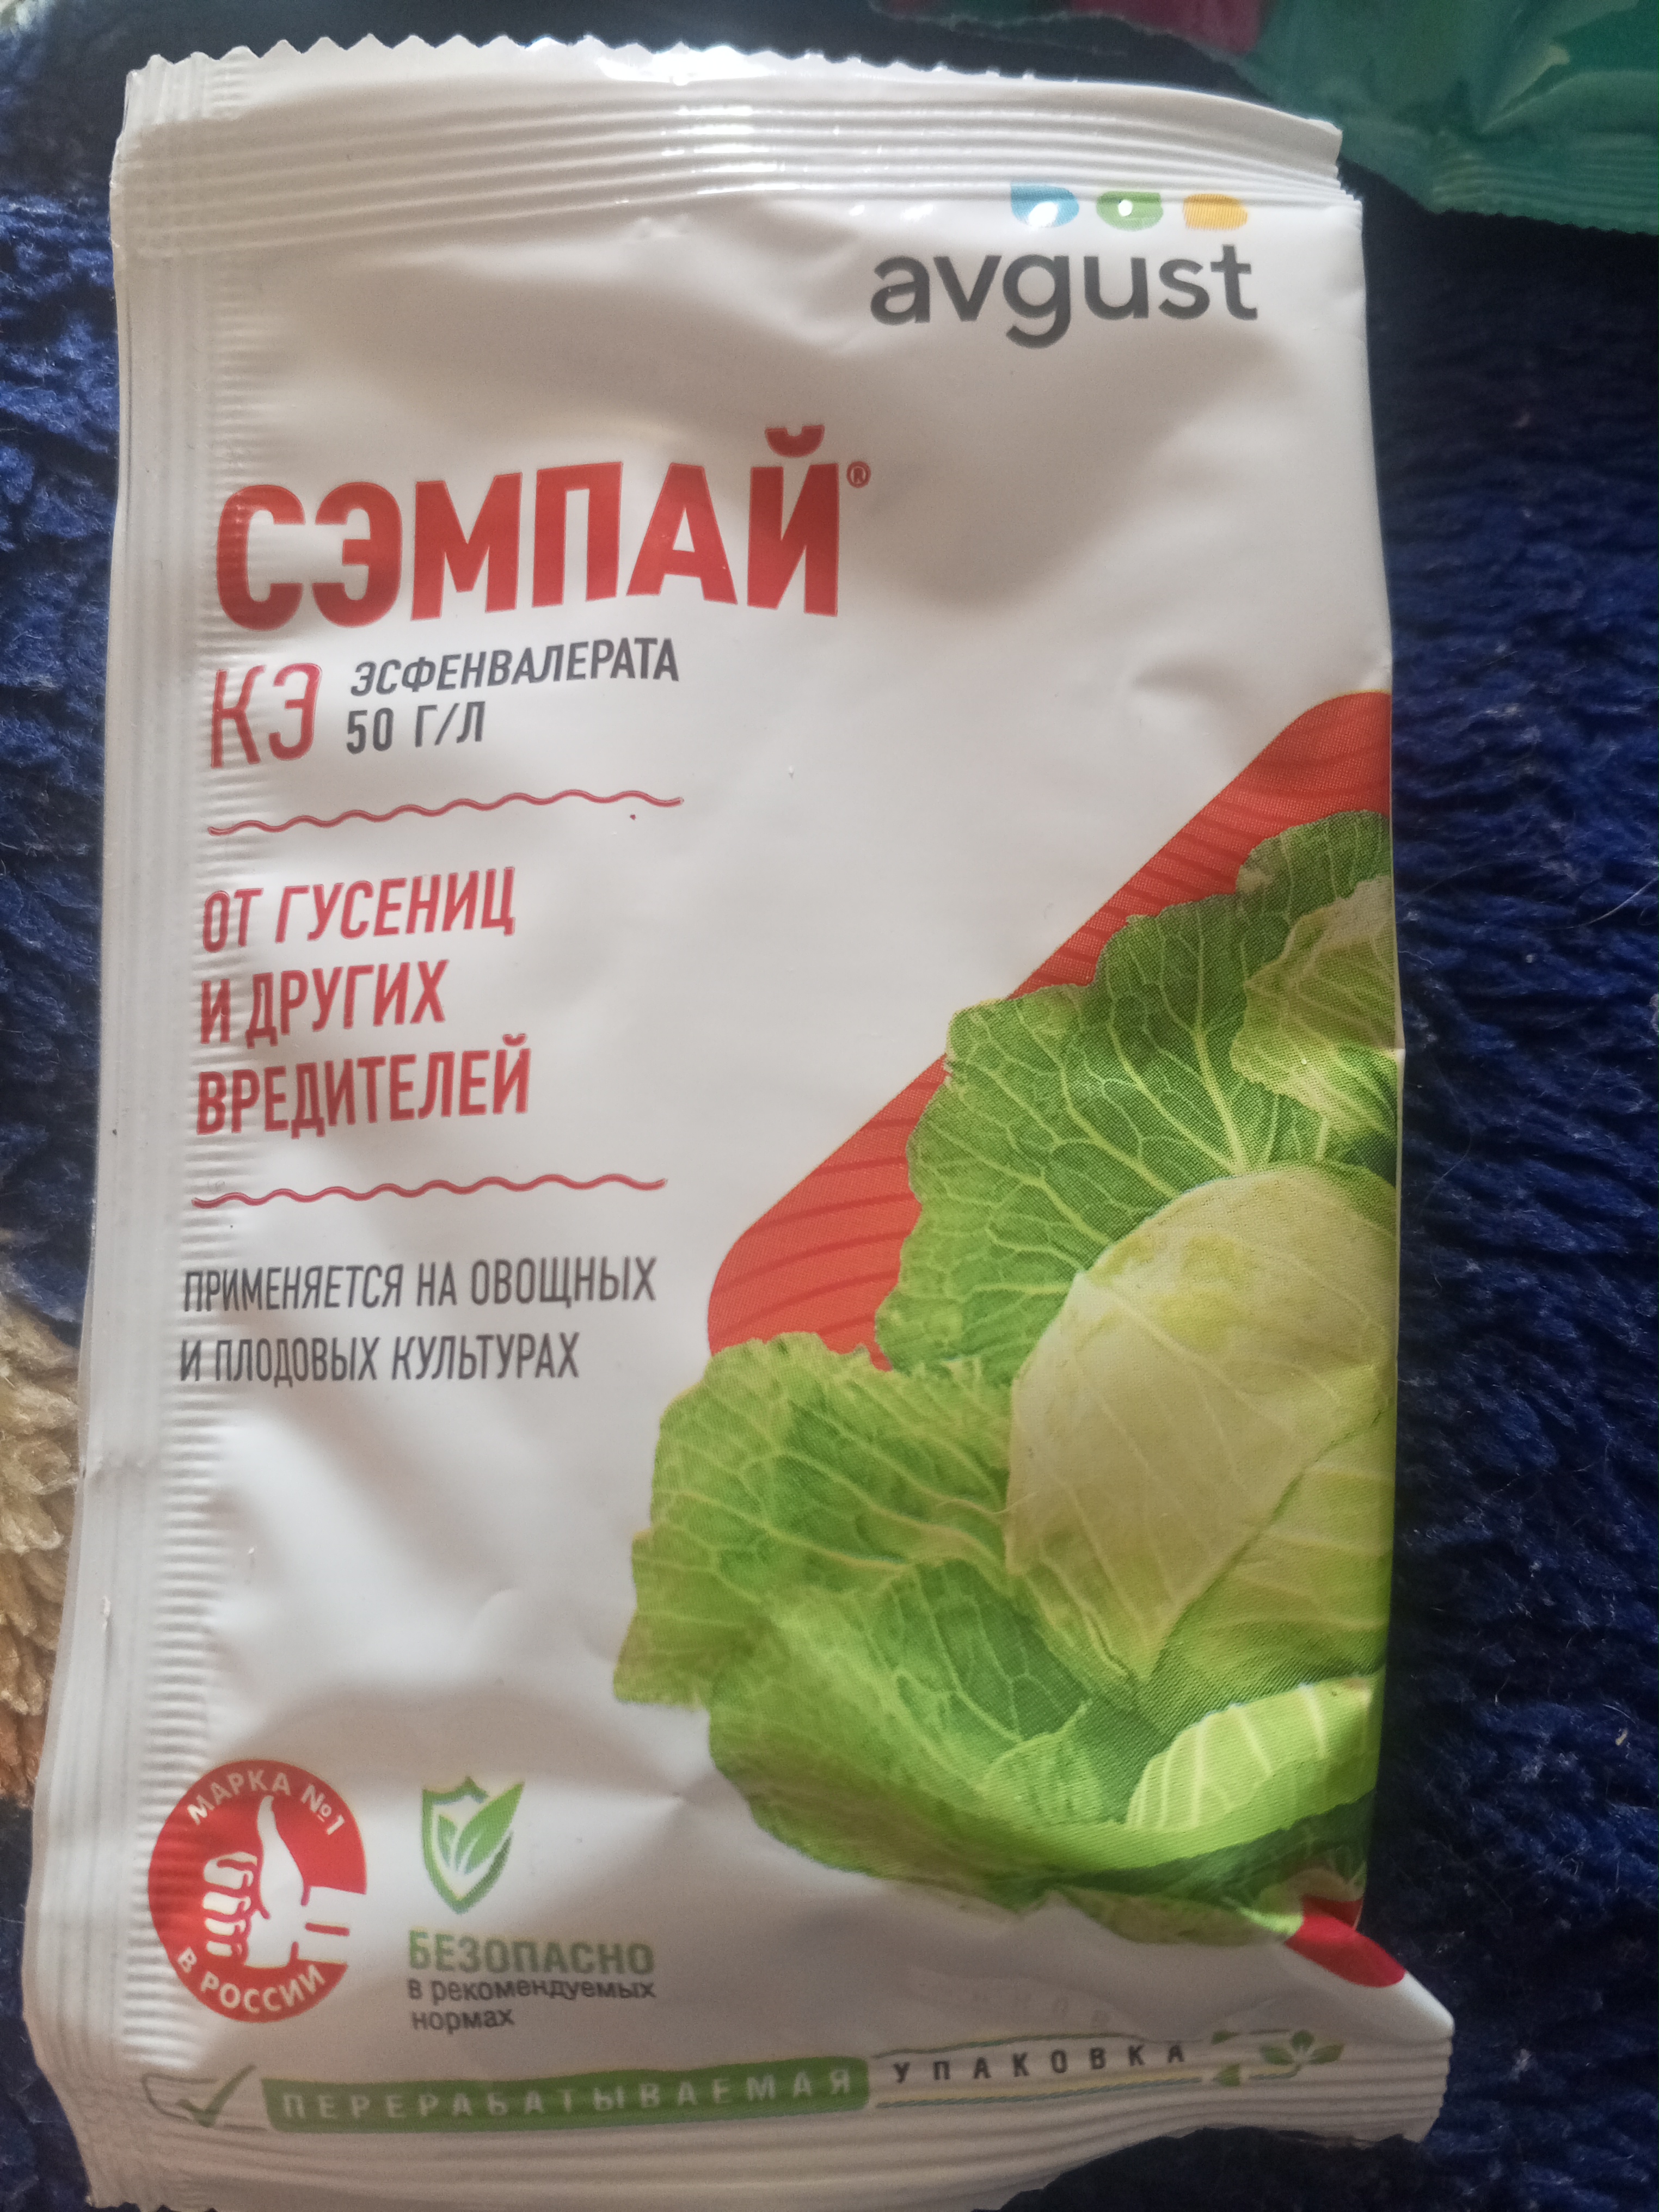 avgust
СЭМПАЙ®
КЭ ЭСФЕНВАЛЕРАТА
50 Г/Л
ОТ ГУСЕНИЦ
И ДРУГИХ
ВРЕДИТЕЛЕЙ
ПРИМЕНЯЕТСЯ НА ОВОЩНЫХ
И ПЛОДОВЫХ КУЛЬТУРАХ
МАРКА №1
В РОССИИ
БЕЗОПАСНО
в рекомендуемых
нормах
ПЕРЕРАБАТЫВАЕМАЯ УПАКОВКА